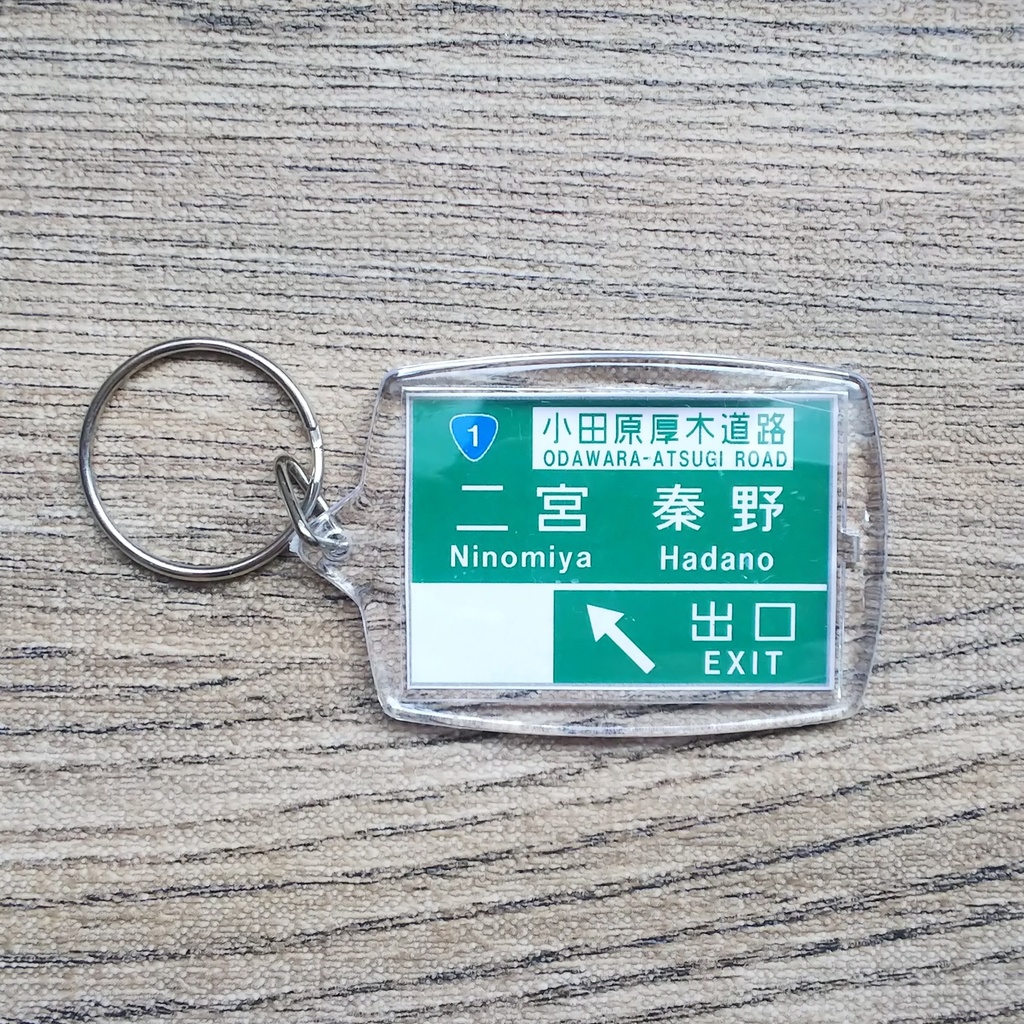 1
小田原厚木道路
ODAWARA-ATSUGI ROAD
二宮 秦野
Ninomiya Hadano
出口
EXIT